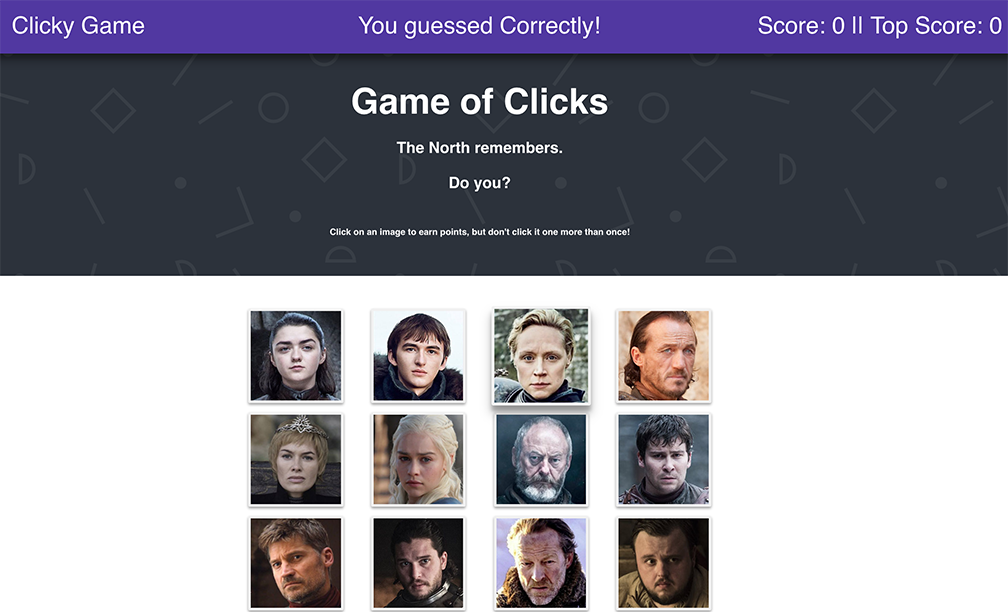 Clicky Game
You guessed Correctly!
Score: 0 || Top Score: 0
Game of Clicks
The North remembers.
Do you?
Click on an image to earn points, but don't click it one more than once!